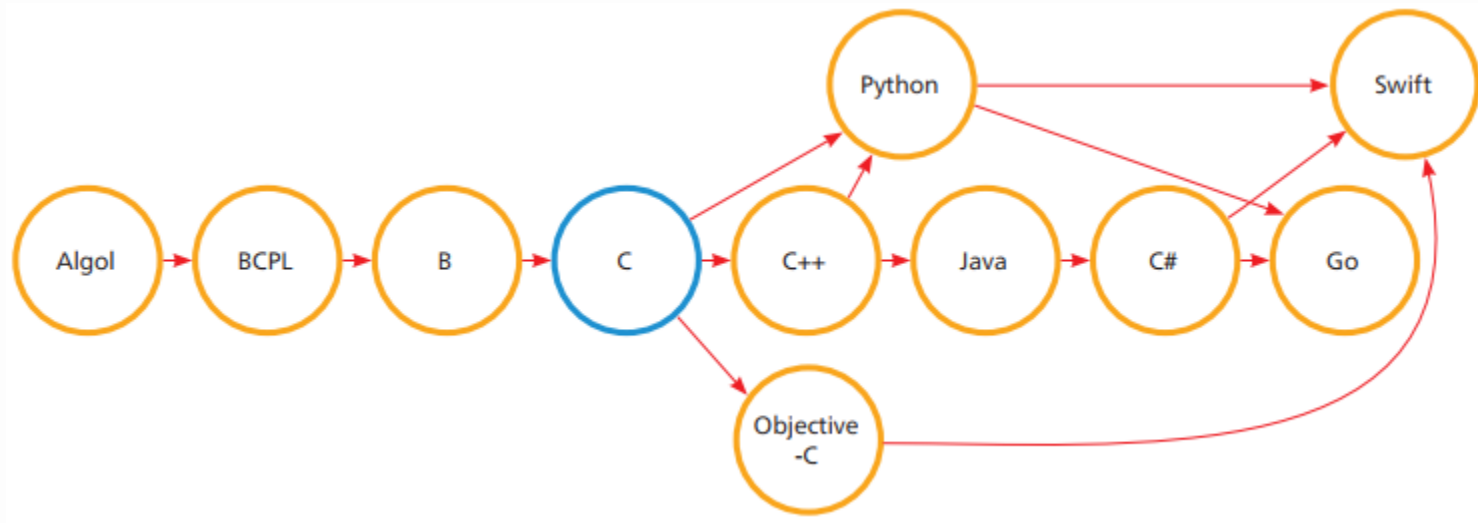 Python
Swift
Algol
BCPL
B
C
C++
Java
C#
Go
Objective
-C